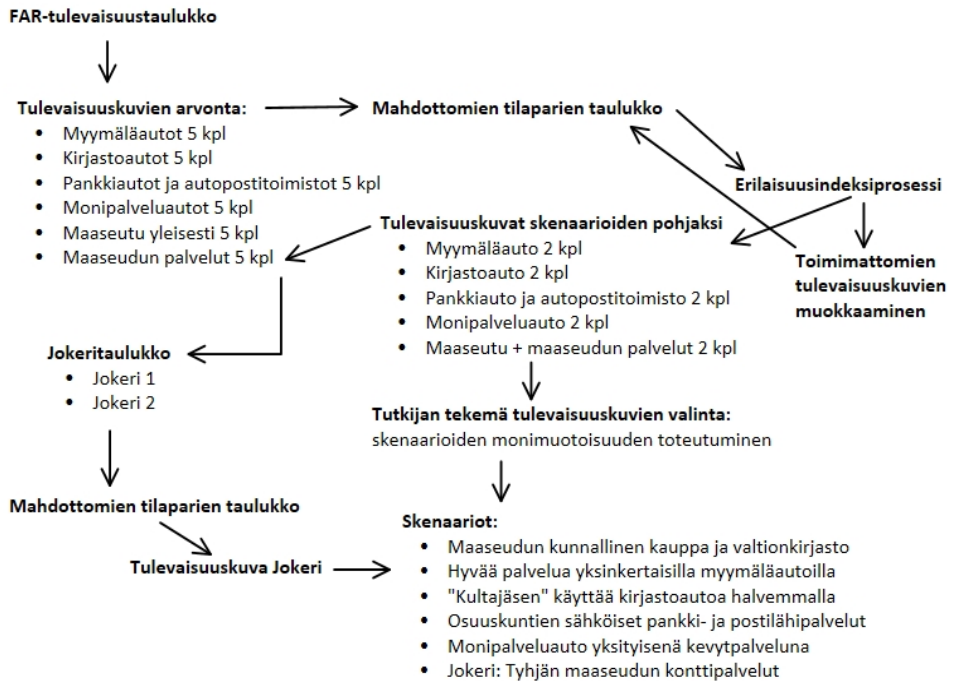 FAR-tulevaisuustaulukko
Tulevaisuuskuvien arvonta:
• Myymäläautot 5 kpl
• Kirjastoautot 5 kpl
• Pankkiautot ja autopostitoimistot 5 kpl
• Monipalveluautot 5 kpl
• Maaseutu yleisesti 5 kpl
• Maaseudun palvelut 5 kpl
Mahdottomien tilaparien taulukko
Erilaisuusindeksiprosessi
Toimimattomien
tulevaisuuskuvien
muokkaaminen
Tulevaisuuskuvat skenaarioiden pohjaksi
• Myymäläauto 2 kpl
• Kirjastoauto 2 kpl
• Pankkiauto ja autopostitoimisto 2 kpl
• Monipalveluauto 2 kpl
• Maaseutu + maaseudun palvelut 2 kpl
Jokeritaulukko
• Jokeri 1
• Jokeri 2
Tutkijan tekemä tulevaisuuskuvien valinta:
skenaarioiden monimuotoisuuden toteutuminen
Mahdottomien tilaparien taulukko
Tulevaisuuskuva Jokeri
Skenaariot:
• Maaseudun kunnallinen kauppa ja valtionkirjasto
• Hyvää palvelua yksinkertaisilla myymäläautoilla
• "Kultajäsen" käyttää kirjastoautoa halvemmalla
• Osuuskuntien sähköiset pankki- ja postilähipalvelut
• Monipalveluauto yksityisenä kevytpalveluna
• Jokeri: Tyhjän maaseudun konttipalvelut